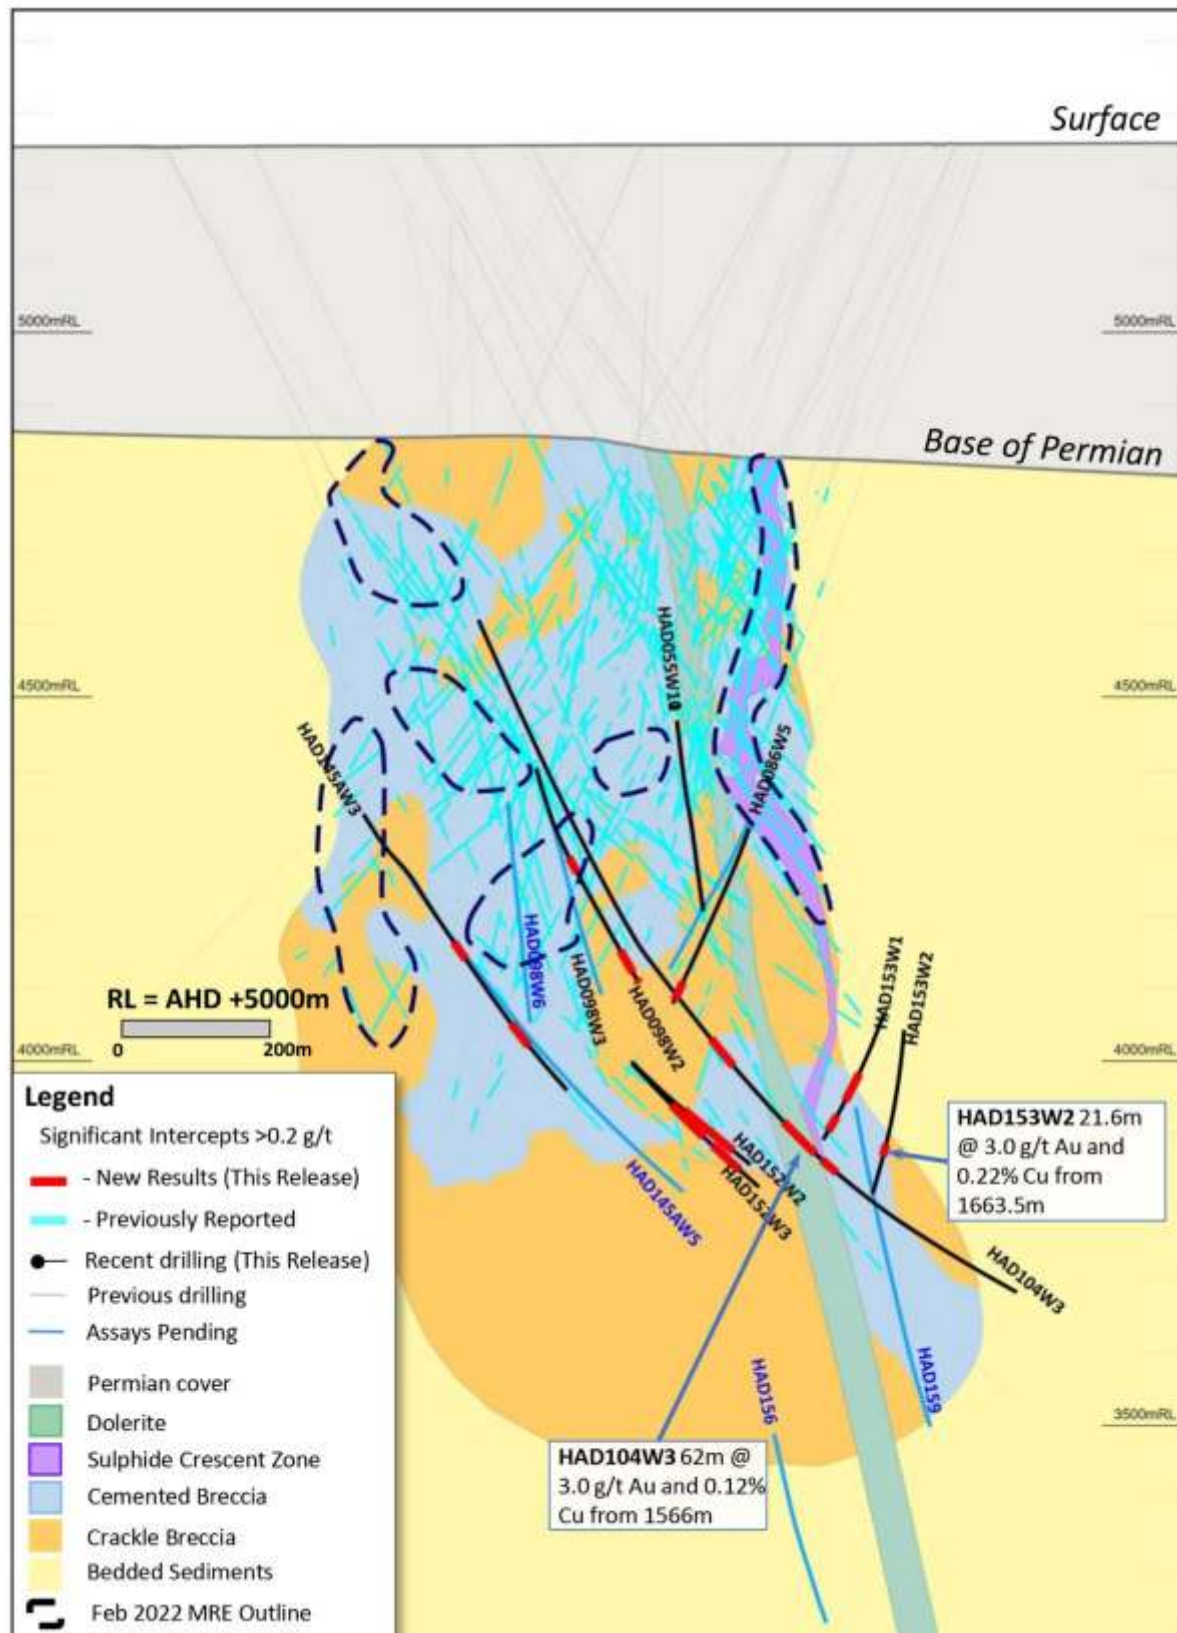 Surface
5000mRL
5000mRL
Base of Permian
HAD055W10
4500mRL
4500mRL
HAD145AW3
HAD086W5
HAD098W6
HAD098W3
HAD098W2
HAD153W1
HAD153W2
RL = AHD +5000m
0 200m
4000mRL
4000mRL
HAD153W2 21.6m
@ 3.0 g/t Au and
0.22% Cu from
1663.5m
HAD152W2
HAD152W3
HAD145AW5
HAD104W3
HAD159
HAD156
3500mRL
HAD104W3 62m @
3.0 g/t Au and 0.12%
Cu from 1566m
Legend
Significant Intercepts >0.2 g/t
- New Results (This Release)
- Previously Reported
Recent drilling (This Release)
Previous drilling
Assays Pending
Permian cover
Dolerite
Sulphide Crescent Zone
Cemented Breccia
Crackle Breccia
Bedded Sediments
Feb 2022 MRE Outline